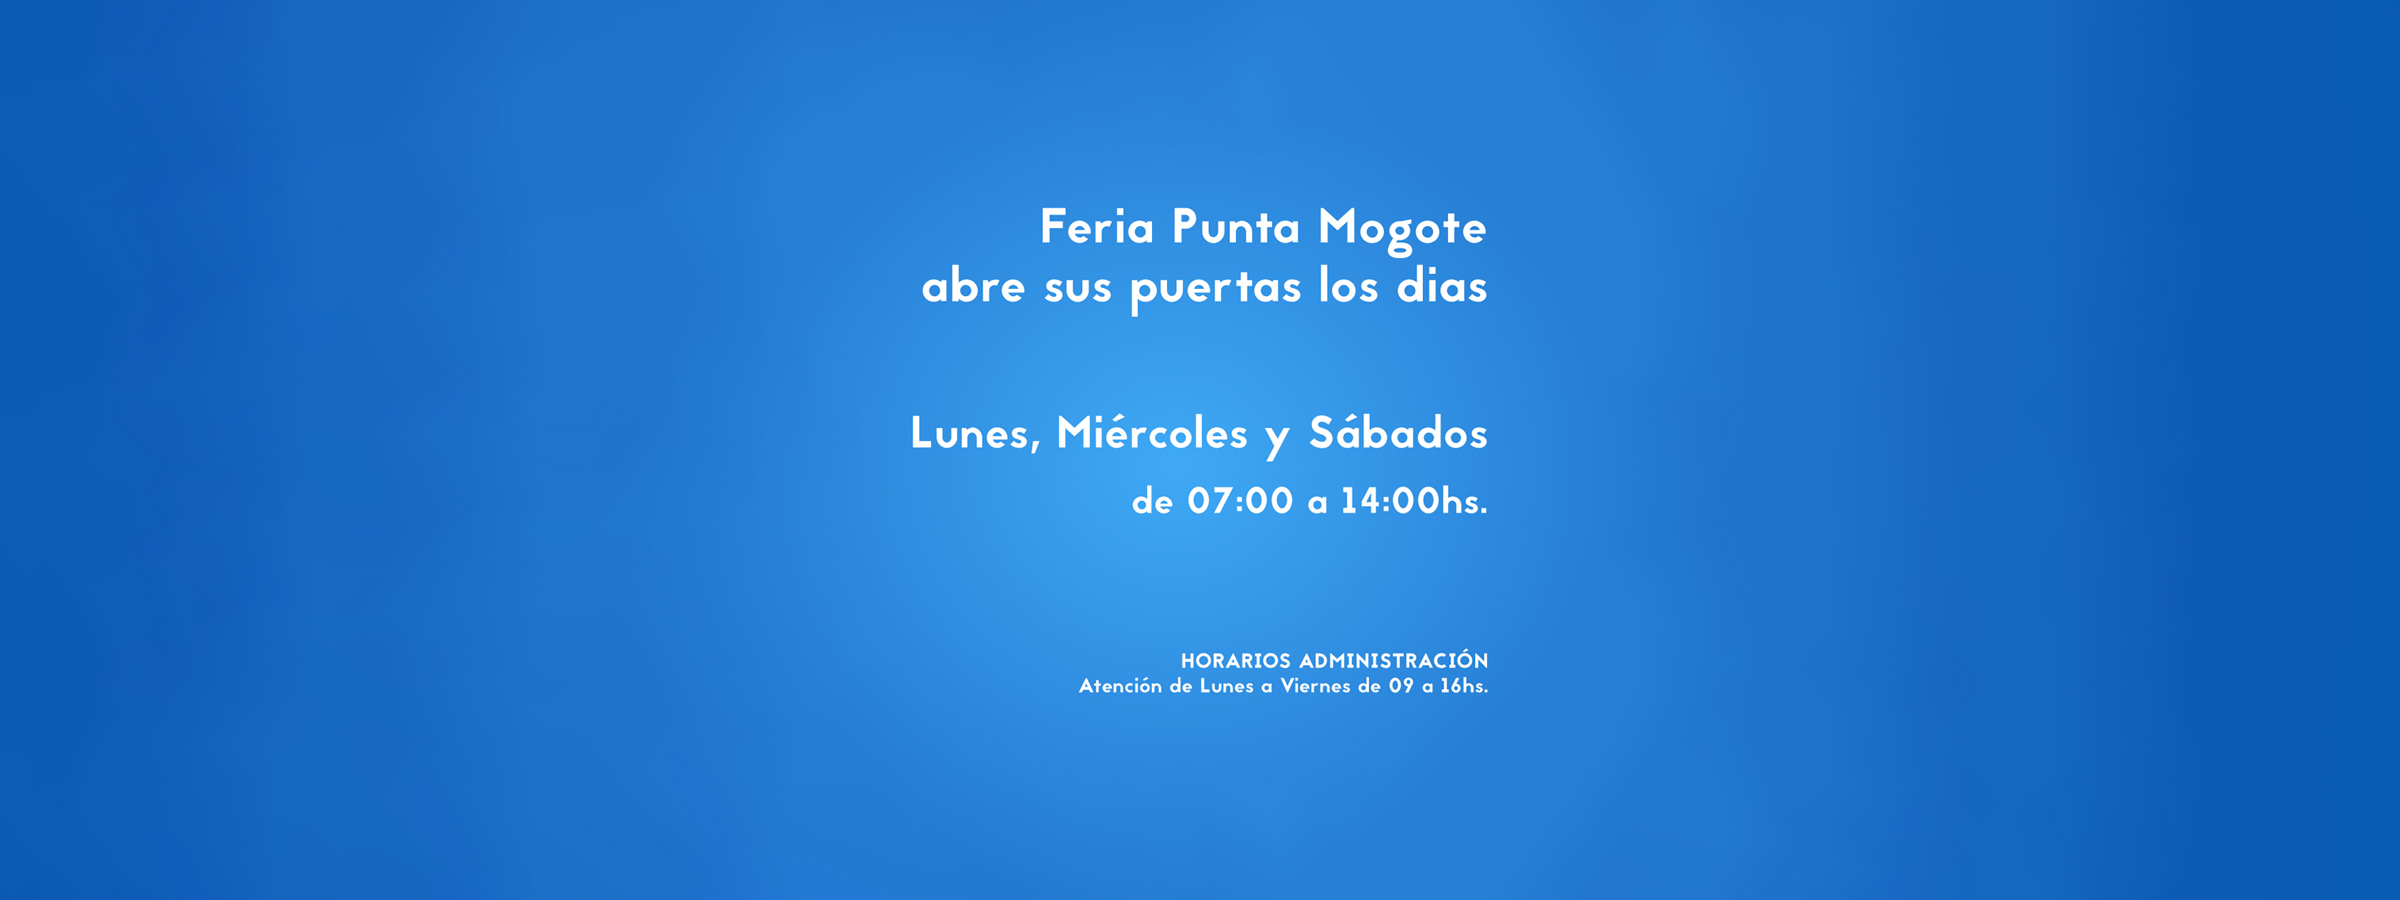 Feria Punta Mogote
abre sus puertas los dias
Lunes, Miércoles y Sábados
de 07:00 a 14:00hs.
HORARIOS ADMINISTRACIÓN
Atención de Lunes a Viernes de 09 a 16hs.